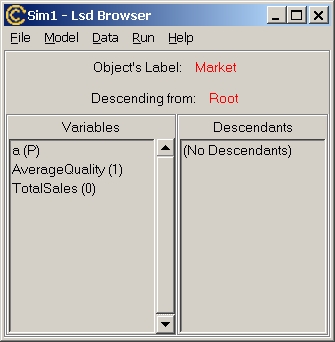 Sim1 - Lsd Browser
File Model Data Run Help
Object's Label: Market
Descending from: Root
Variables
a (P)
AverageQuality (1)
TotalSales (0)
Descendants
(No Descendants)